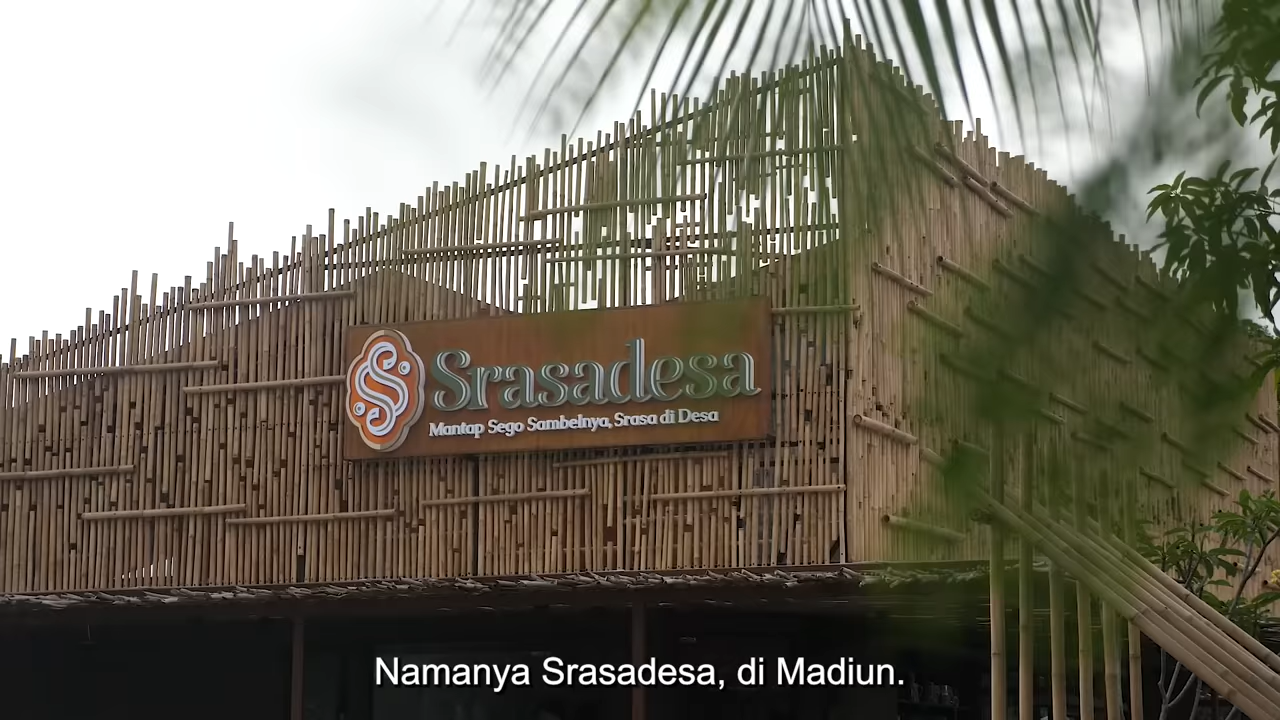 Srasadesa
Mantap Sego Sambelnya, Srasa di Desa
Namanya Srasadesa, di Madiun.